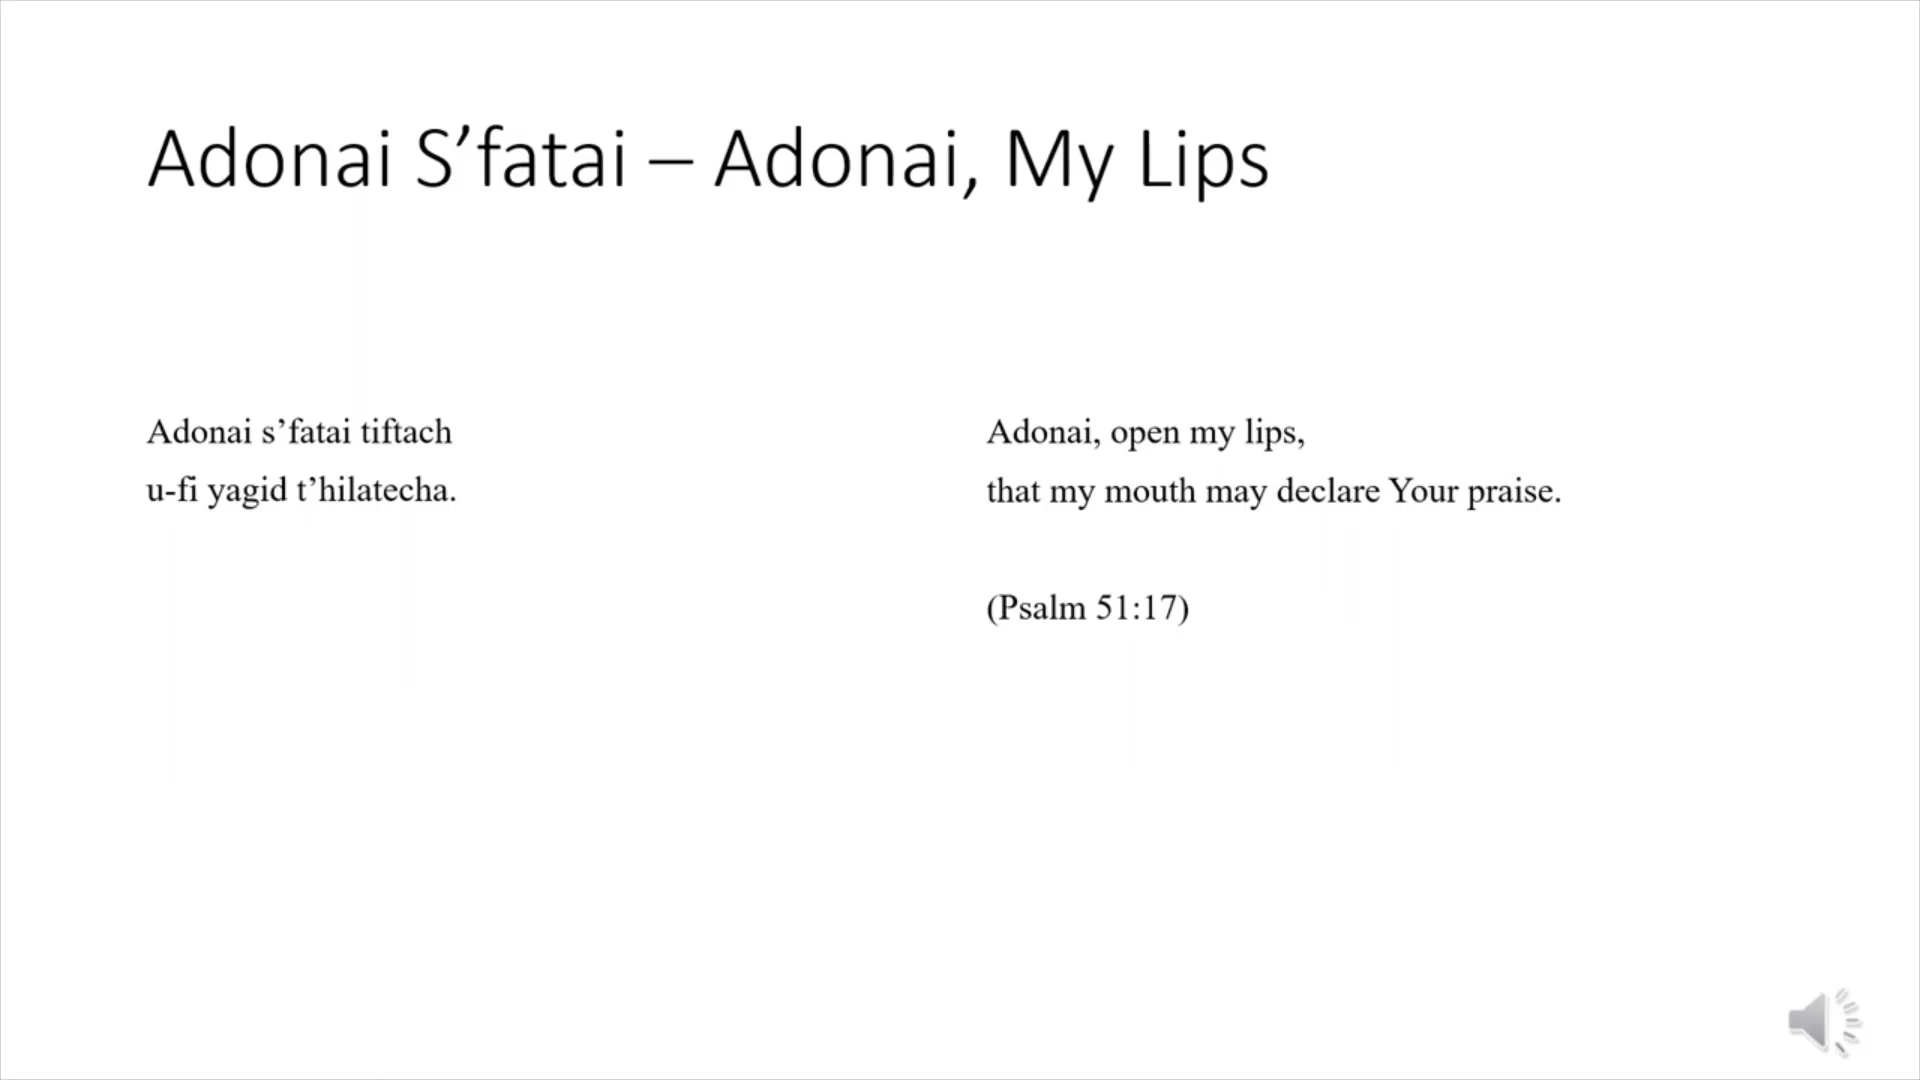 Adonai S’fatai – Adonai, My Lips
Adonai s’fatai tiftach
u-fi yagid t’hilatecha.
Adonai, open my lips,
that my mouth may declare Your praise.
(Psalm 51:17)